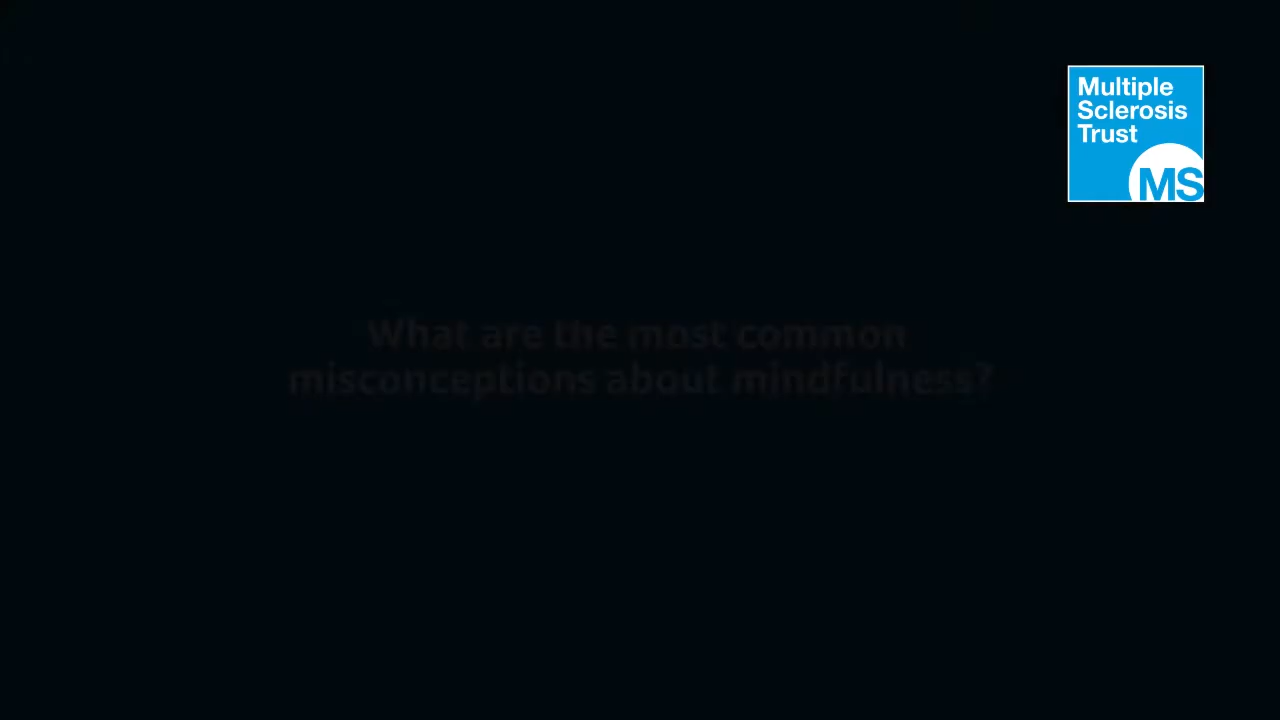 Multiple
Sclerosis
Trust
MS
What are the most common
misconceptions about mindfulness?